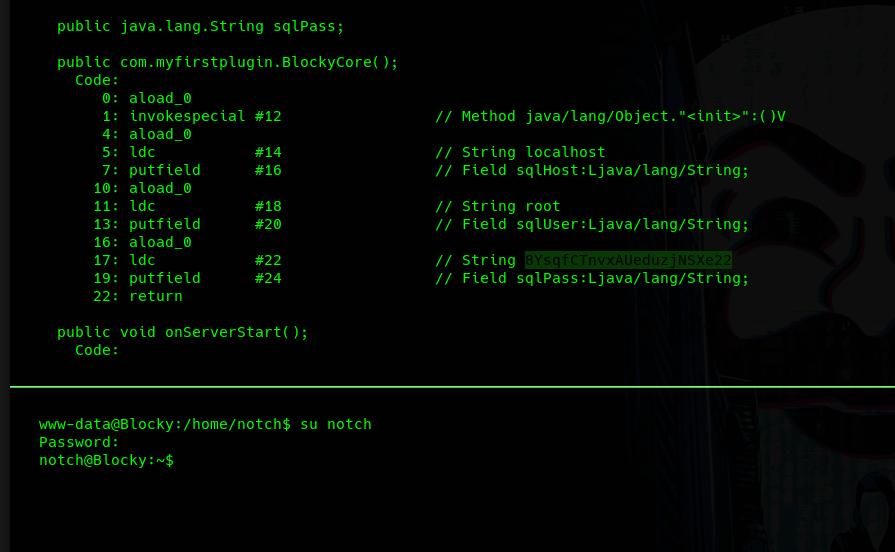 public java.lang.String sqlPass;
public com.myfirstplugin.BlockyCore();
Code:
0: aload_0
1: invokespecial #12 // Method java/lang/Object."<init>":()V
4: aload_0
5: ldc #14 // String localhost
7: putfield #16 // Field sqlHost:Ljava/lang/String;
10: aload_0
11: ldc #18 // String root
13: putfield #20 // Field sqlUser:Ljava/lang/String;
16: aload_0
17: ldc #22 // String 8YsqfCTnvxAUeduzjNSXe22
19: putfield #24 // Field sqlPass:Ljava/lang/String;
22: return
public void onServerStart();
Code:
www-data@Blocky:/home/notch$ su notch
Password:
notch@Blocky:~$